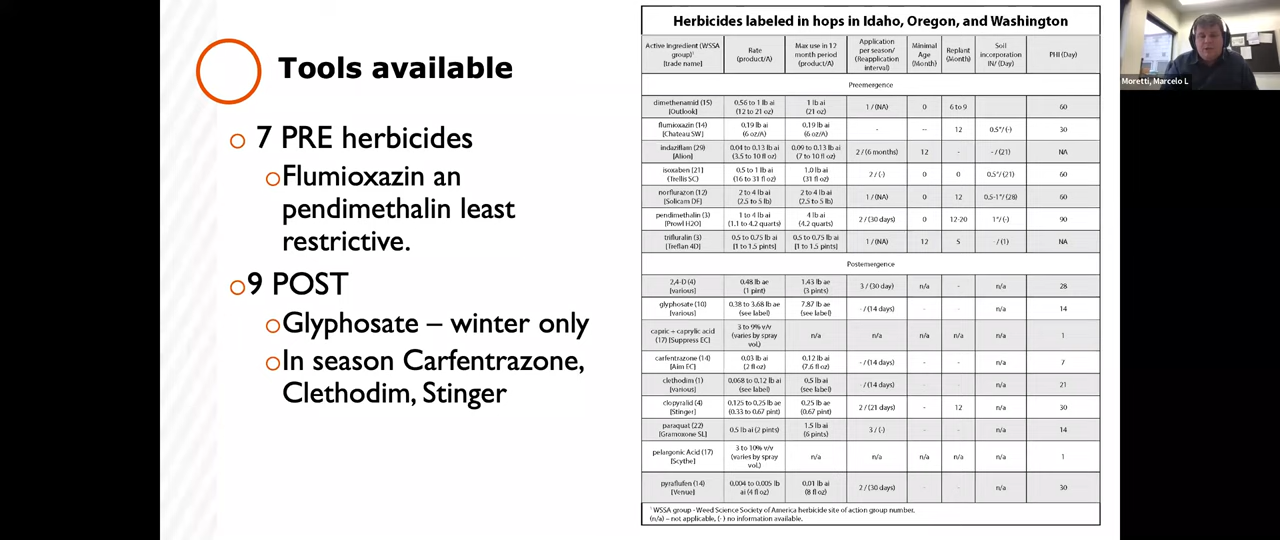 Tools available
7 PRE herbicides
Flumioxazin an
pendimethalin least
restrictive.
9 POST
Glyphosate – winter only
In season Carfentrazone,
Clethodim, Stinger
Herbicides labeled in hops in Idaho, Oregon, and Washington
Active ingredient (WSSA group)¹ [trade name] Rate (product/A) Max use in 12 month period (product/A) Application per season/ (Reapplication interval) Minimal Age (Month) Replant (Month) Soil incorporation IN/ (Day) PHI (Day)
Preemergence
dimethenamid (15) [Outlook] 0.56 to 1 lb ai (12 to 21 oz) 1 lb ai (21 oz) 1 / (NA) 0 6 to 9 60
flumioxazin (14) [Chateau SW] 0.19 lb ai (6 oz/A) 0.19 lb ai (6 oz/A) - -- 12 0.5"/ (-) 30
indaziflam (29) [Alion] 0.04 to 0.13 lb ai (3.5 to 10 fl oz) 0.09 to 0.13 lb ai (7 to 10 fl oz) 2 / (6 months) 12 - - / (21) NA
isoxaben [21] (Trellis SC) 0.5 to 1 lb ai (16 to 31 fl oz) 1.0 lb ai (31 fl oz) 2 / (-) 0 0 0.5"/ (21) 60
norflurazon (12) [Solicam DF] 2 to 4 lb ai (2.5 to 5 lb) 2 to 4 lb ai (2.5 to 5 lb) 1 / (NA) 0 12 0.5-1"/ (28) 60
pendimethalin (3) [Prowl H2O] 1 to 4 lb ai (1.1 to 4.2 quarts) 4 lb ai (4.2 quarts) 2 / (30 days) 0 12-20 1"/ (-) 90
trifluralin (3) [Treflan 4D] 0.5 to 0.75 lb ai [1 to 1.5 pints] 0.5 to 0.75 lb ai [1 to 1.5 pints] 1 / (NA) 12 5 - / (1) NA
Postemergence
2,4-D (4) [various] 0.48 lb ae (1 pint) 1.43 lb ae (3 pints) 3 / (30 day) n/a - n/a 28
glyphosate (10) [various] 0.38 to 3.68 lb ae (see label) 7.87 lb ae (see label) - / (14 days) - - n/a 14
capric + caprylic acid (17) [Suppress EC] 3 to 9% v/v (varies by spray vol.) n/a n/a n/a n/a n/a 1
carfentrazone (14) [Aim EC] 0.03 lb ai (2 fl oz) 0.12 lb ai (7.6 fl oz) - / (14 days) - - n/a 7
clethodim (1) [various] 0.068 to 0.12 lb ai (see label) 0.5 lb ai (see label) - / (14 days) - - n/a 21
clopyralid (4) [Stinger] 0.125 to 0.25 lb ae (0.33 to 0.67 pint) 0.25 lb ae (0.67 pint) 2 / (21 days) - 12 n/a 30
paraquat (22) [Gramoxone SL] 0.5 lb ai (2 pints) 1.5 lb ai (6 pints) 3 / (-) - - n/a 14
pelargonic Acid (17) [Scythe] 3 to 10% v/v (varies by spray vol.) n/a n/a n/a n/a n/a 1
pyraflufen (14) [Venue] 0.004 to 0.005 lb ai (4 fl oz) 0.01 lb ai (8 fl oz) 2 / (30 days) - - n/a 30
¹ WSSA group - Weed Science Society of America herbicide site of action group number.
(n/a) – not applicable, (-) no information available.
Moretti, Marcelo L